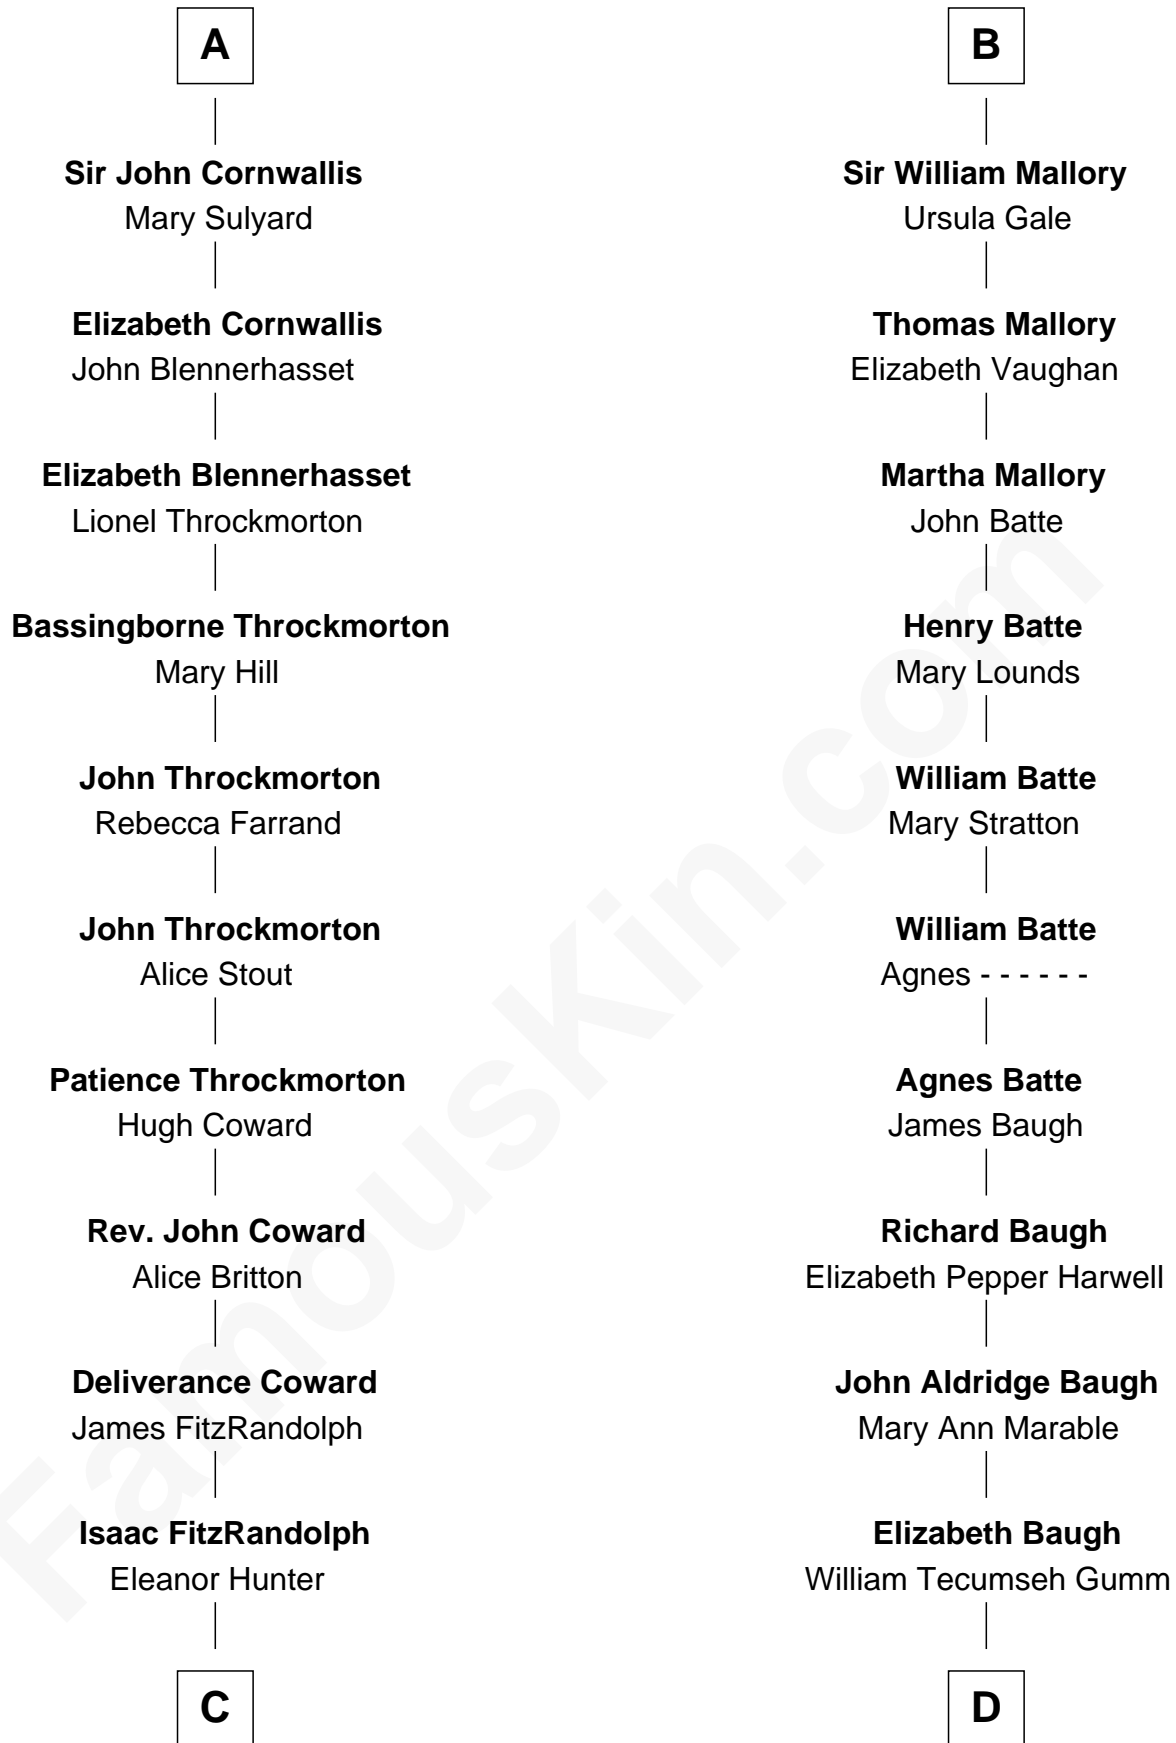 A
Sir John Cornwallis
Mary Sulyard
Elizabeth Cornwallis
John Blennerhasset
Elizabeth Blennerhasset
Lionel Throckmorton
Bassingborne Throckmorton
Mary Hill
John Throckmorton
Rebecca Farrand
John Throckmorton
Alice Stout
Patience Throckmorton
Hugh Coward
Rev. John Coward
Alice Britton
Deliverance Coward
James FitzRandolph
Isaac FitzRandolph
Eleanor Hunter
C
B
Sir William Mallory
Ursula Gale
Thomas Mallory
Elizabeth Vaughan
Martha Mallory
John Batte
Henry Batte
Mary Lounds
William Batte
Mary Stratton
William Batte
Agnes - - - - - -
Agnes Batte
James Baugh
Richard Baugh
Elizabeth Pepper Harwell
John Aldridge Baugh
Mary Ann Marable
Elizabeth Baugh
William Tecumseh Gumm
D
FamousKin.com